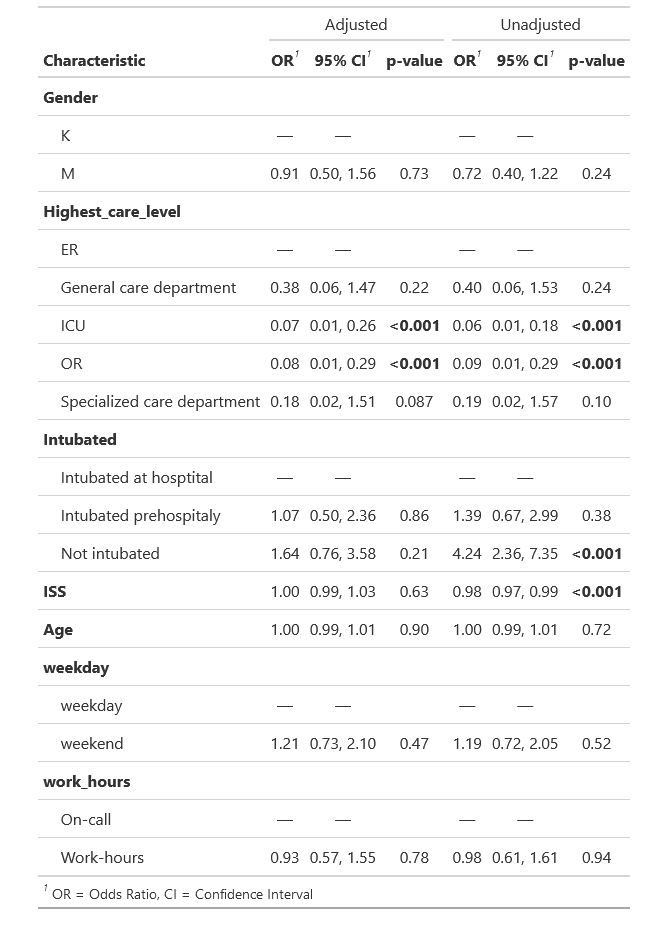 Adjusted Unadjusted
Characteristic OR¹ 95% CI¹ p-value OR¹ 95% CI¹ p-value
Gender
K — — — —
M 0.91 0.50, 1.56 0.73 0.72 0.40, 1.22 0.24
Highest_care_level
ER — — — —
General care department 0.38 0.06, 1.47 0.22 0.40 0.06, 1.53 0.24
ICU 0.07 0.01, 0.26 <0.001 0.06 0.01, 0.18 <0.001
OR 0.08 0.01, 0.29 <0.001 0.09 0.01, 0.29 <0.001
Specialized care department 0.18 0.02, 1.51 0.087 0.19 0.02, 1.57 0.10
Intubated
Intubated at hosptital — — — —
Intubated prehospitaly 1.07 0.50, 2.36 0.86 1.39 0.67, 2.99 0.38
Not intubated 1.64 0.76, 3.58 0.21 4.24 2.36, 7.35 <0.001
ISS 1.00 0.99, 1.03 0.63 0.98 0.97, 0.99 <0.001
Age 1.00 0.99, 1.01 0.90 1.00 0.99, 1.01 0.72
weekday
weekday — — — —
weekend 1.21 0.73, 2.10 0.47 1.19 0.72, 2.05 0.52
work_hours
On-call — — — —
Work-hours 0.93 0.57, 1.55 0.78 0.98 0.61, 1.61 0.94
¹ OR = Odds Ratio, CI = Confidence Interval